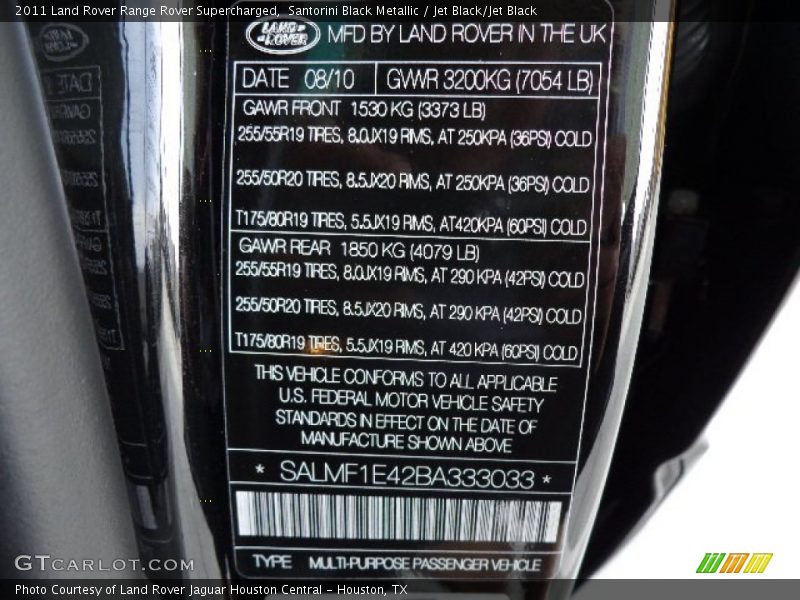 2011 Land Rover Range Rover Supercharged,  Santorini Black Metallic / Jet Black/Jet Black
LAND ROVER MFD BY LAND ROVER IN THE UK
DATE 08/10 GVWR 3200KG (7054 LB)
GAWR FRONT 1530 KG (3373 LB)
255/55R19 TIRES, 8.0JX19 RIMS, AT 250KPA (36PSI) COLD
255/50R20 TIRES, 8.5JX20 RIMS, AT 250KPA (36PSI) COLD
T175/80R19 TIRES, 5.5JX19 RIMS, AT420KPA (60PSI) COLD
GAWR REAR 1850 KG (4079 LB)
255/55R19 TIRES, 8.0JX19 RIMS, AT 290 KPA (42PSI) COLD
255/50R20 TIRES, 8.5JX20 RIMS, AT 290 KPA (42PSI) COLD
T175/80R19 TIRES, 5.5JX19 RIMS, AT 420 KPA (60PSI) COLD
THIS VEHICLE CONFORMS TO ALL APPLICABLE
U.S. FEDERAL MOTOR VEHICLE SAFETY
STANDARDS IN EFFECT ON THE DATE OF
MANUFACTURE SHOWN ABOVE
* SALMF1E42BA333033 *
TYPE MULTI-PURPOSE PASSENGER VEHICLE
GTCARLOT.COM
Photo Courtesy of Land Rover Jaguar Houston Central - Houston, TX